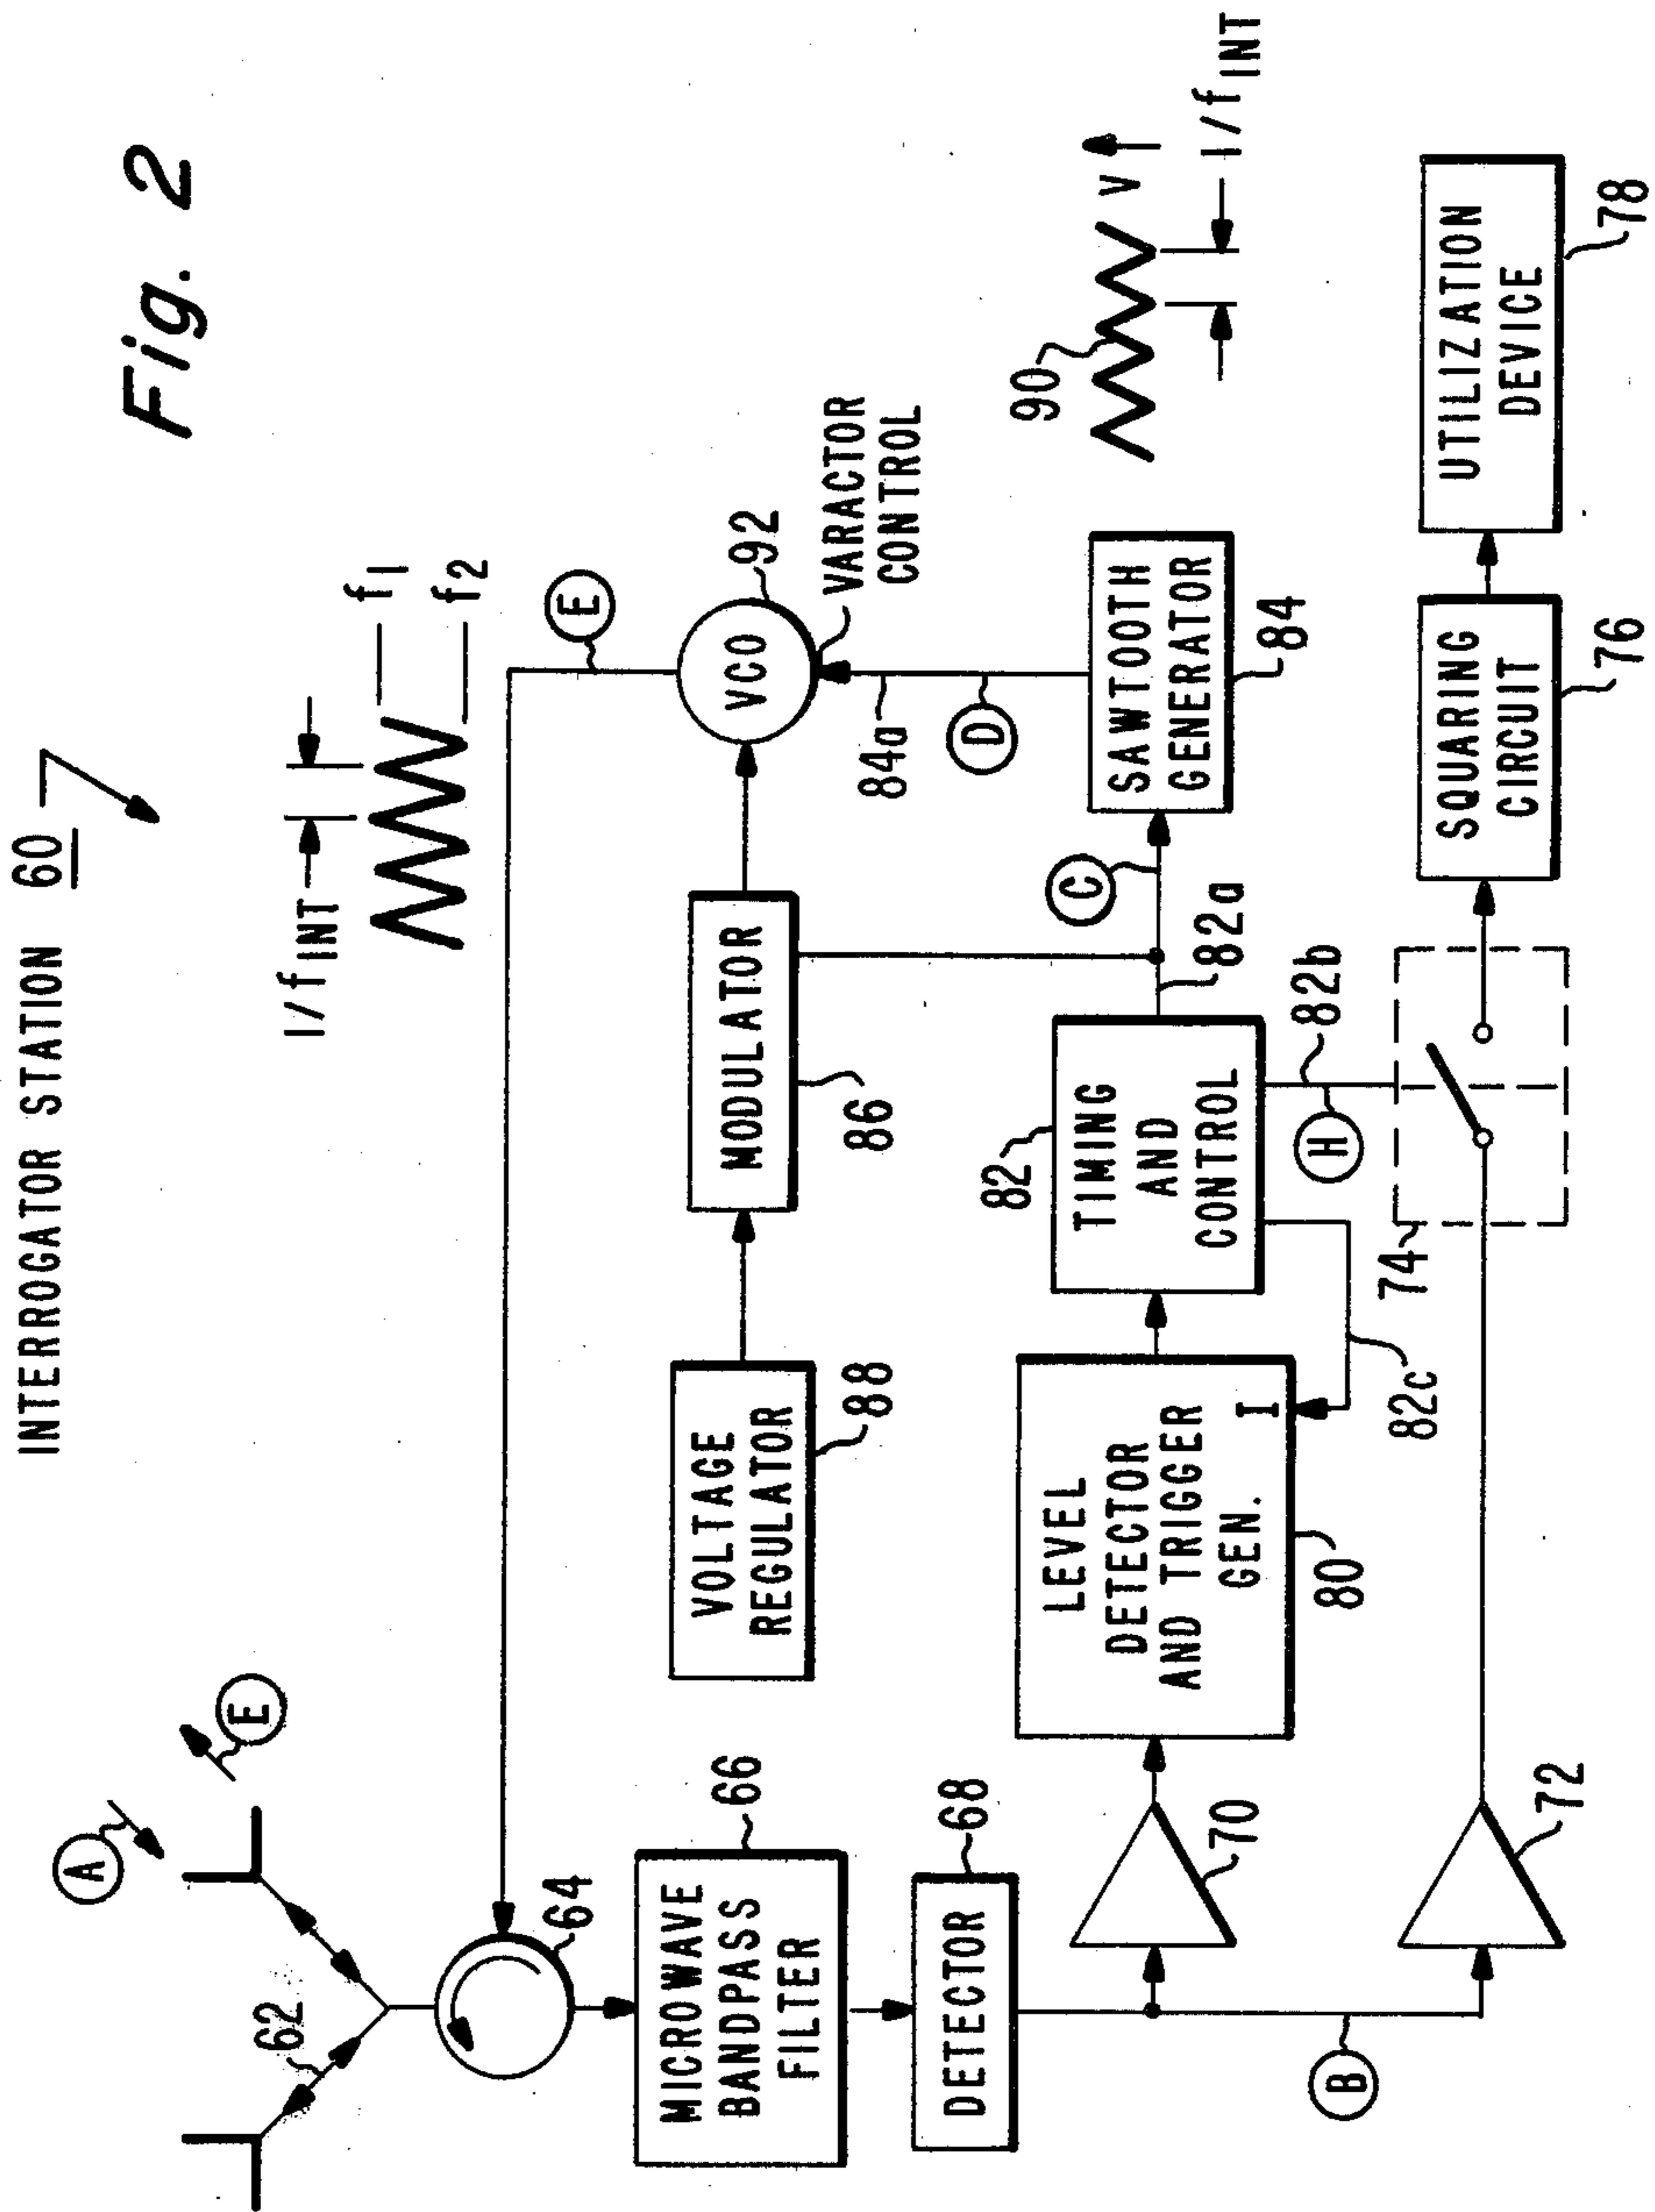 INTERROGATOR STATION 60
Fig. 2
A
E
62
64
1/fINT
f1
f2
E
MICROWAVE
BANDPASS
FILTER
66
VOLTAGE
REGULATOR
88
MODULATOR
86
VCO
92
VARACTOR
CONTROL
84a
D
DETECTOR
68
70
LEVEL
DETECTOR
AND TRIGGER
GEN.
I
80
82
TIMING
AND
CONTROL
82a
C
SAWTOOTH
GENERATOR
84
90
V
1/fINT
82c
H
82b
B
72
74
SQUARING
CIRCUIT
76
UTILIZATION
DEVICE
78